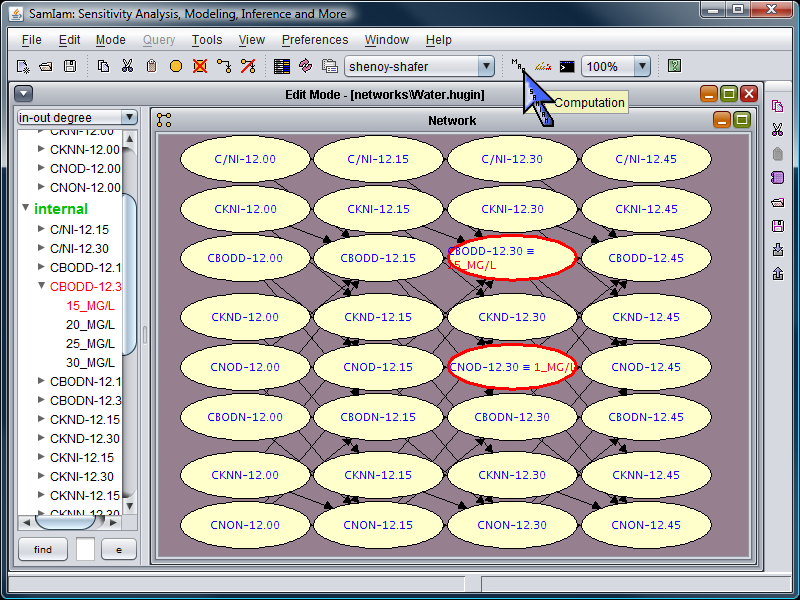 SamIam: Sensitivity Analysis, Modeling, Inference and More
File Edit Mode Query Tools View Preferences Window Help
shenoy-shafer
100%
Computation
Edit Mode - [networks\Water.hugin]
in-out degree
CKNI-12.00
CKNN-12.00
CNOD-12.00
CNON-12.00
internal
C/NI-12.15
C/NI-12.30
CBODD-12.1
CBODD-12.3
15_MG/L
20_MG/L
25_MG/L
30_MG/L
CBODN-12.1
CBODN-12.3
CKND-12.15
CKND-12.30
CKNI-12.15
CKNI-12.30
CKNN-12.15
CKNN-12.30
find
e
Network
C/NI-12.00 C/NI-12.15 C/NI-12.30 C/NI-12.45
CKNI-12.00 CKNI-12.15 CKNI-12.30 CKNI-12.45
CBODD-12.00 CBODD-12.15 CBODD-12.30 ≡ CBODD-12.45
15_MG/L
CKND-12.00 CKND-12.15 CKND-12.30 CKND-12.45
CNOD-12.00 CNOD-12.15 CNOD-12.30 ≡ 1_MG/L CNOD-12.45
CBODN-12.00 CBODN-12.15 CBODN-12.30 CBODN-12.45
CKNN-12.00 CKNN-12.15 CKNN-12.30 CKNN-12.45
CNON-12.00 CNON-12.15 CNON-12.30 CNON-12.45